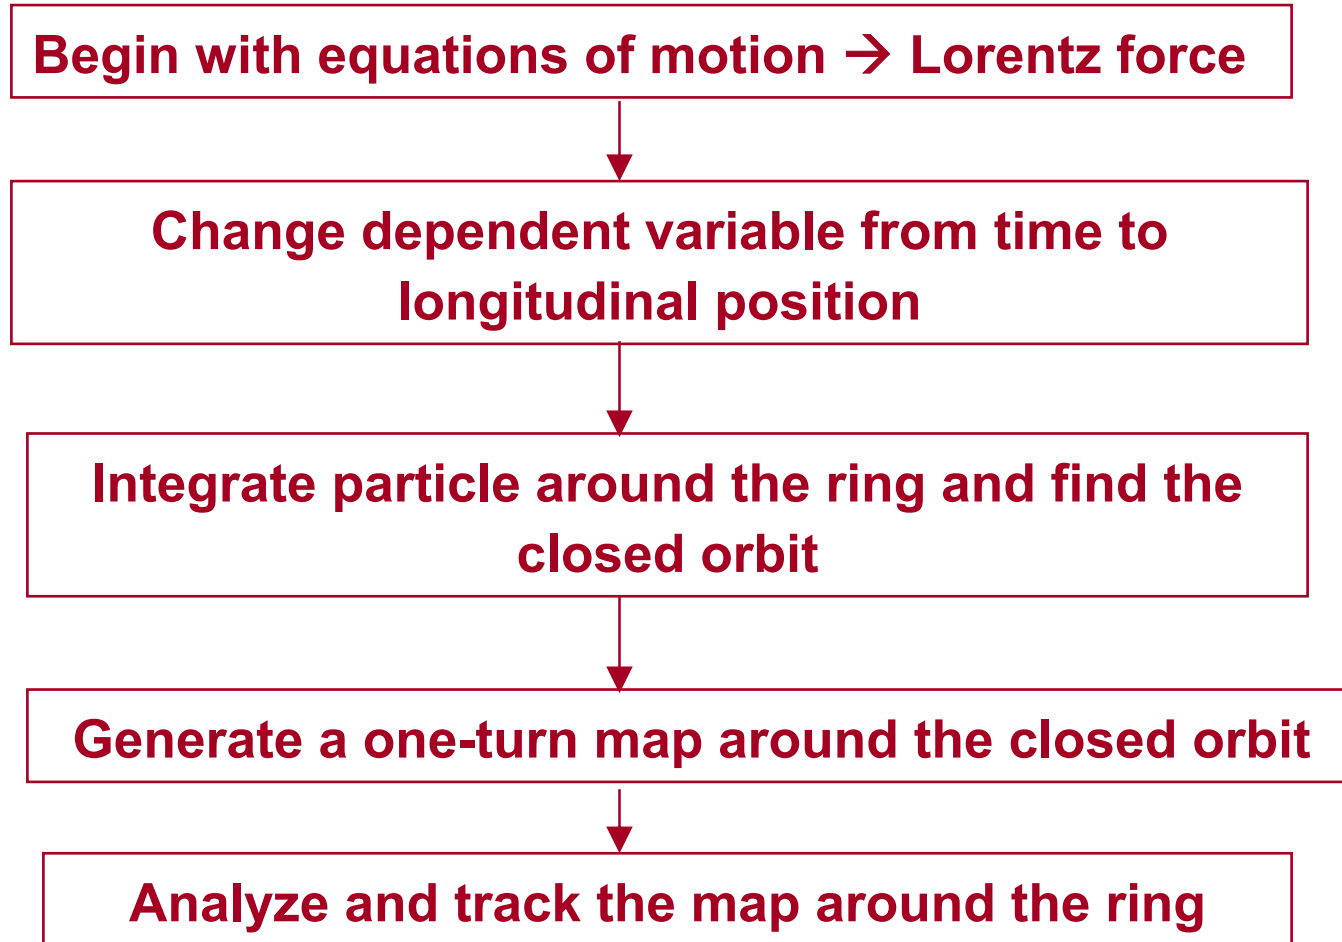 Begin with equations of motion → Lorentz force
Change dependent variable from time to
longitudinal position
Integrate particle around the ring and find the
closed orbit
Generate a one-turn map around the closed orbit
Analyze and track the map around the ring